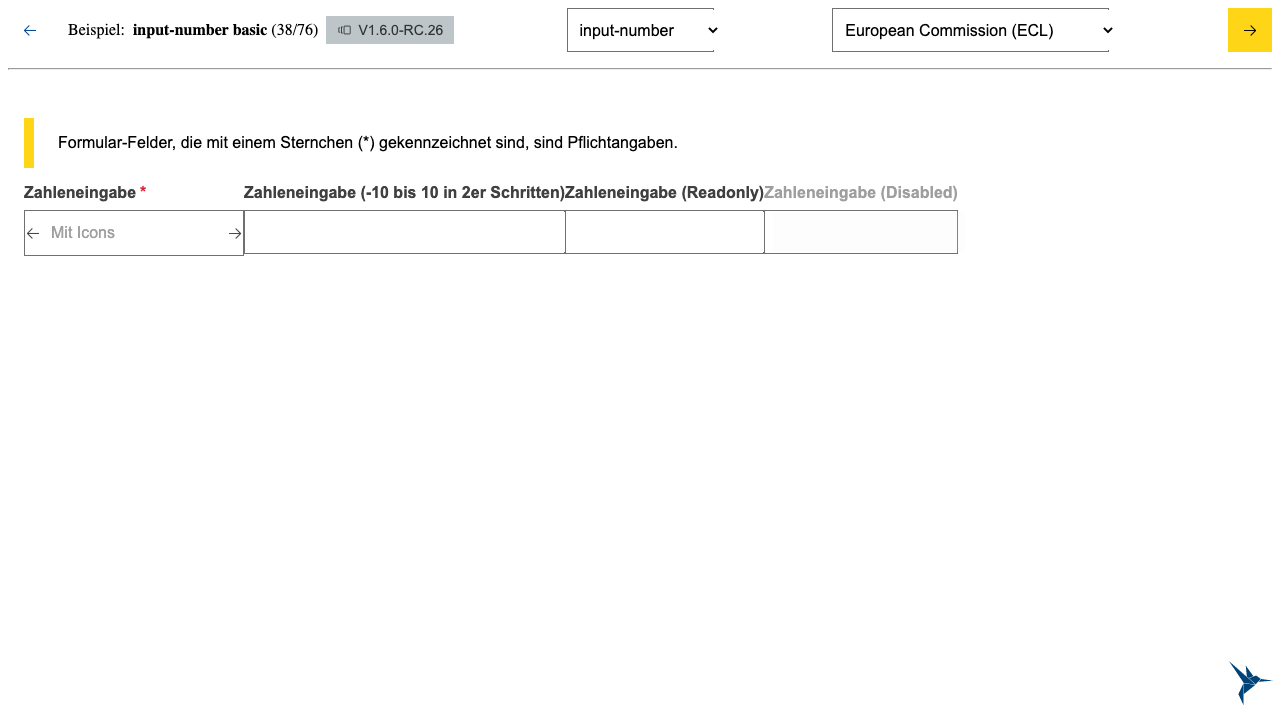 Beispiel: input-number basic (38/76) V1.6.0-RC.26 input-number European Commission (ECL)
Formular-Felder, die mit einem Sternchen (*) gekennzeichnet sind, sind Pflichtangaben.
Zahleneingabe * Zahleneingabe (-10 bis 10 in 2er Schritten) Zahleneingabe (Readonly) Zahleneingabe (Disabled)
Mit Icons